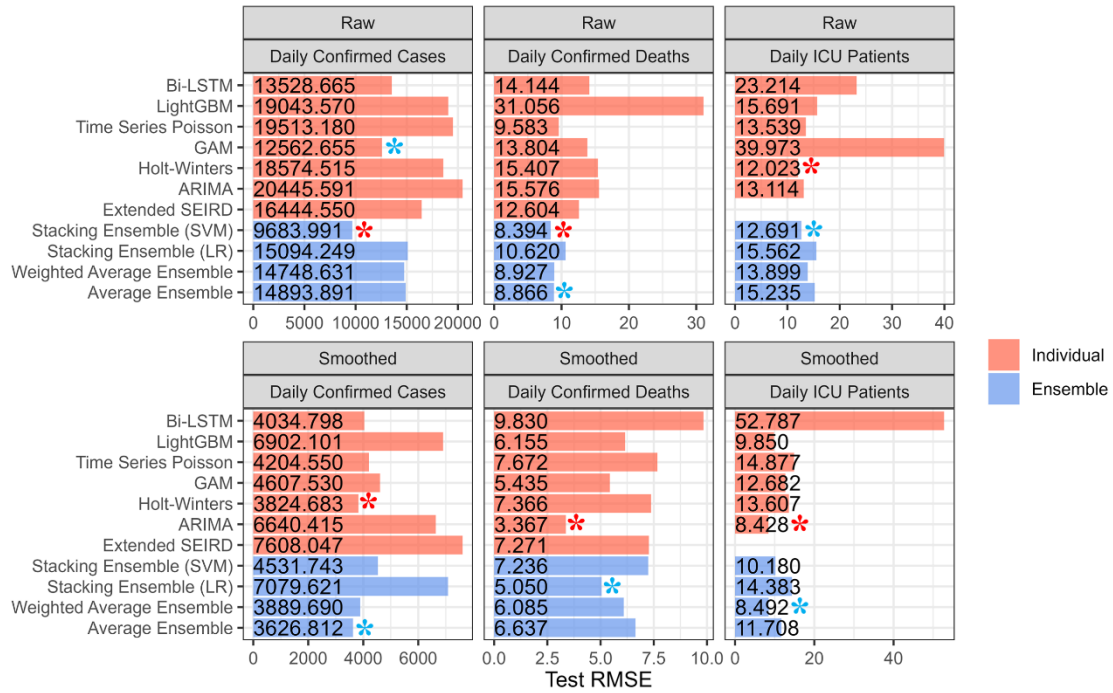 Raw
Raw
Raw
Daily Confirmed Cases
Daily Confirmed Deaths
Daily ICU Patients
Bi-LSTM 13528.665 14.144 23.214
LightGBM 19043.570 31.056 15.691
Time Series Poisson 19513.180 9.583 13.539
GAM 12562.655 * 13.804 39.973
Holt-Winters 18574.515 15.407 12.023 *
ARIMA 20445.591 15.576 13.114
Extended SEIRD 16444.550 12.604
Stacking Ensemble (SVM) 9683.991 * 8.394 * 12.691 *
Stacking Ensemble (LR) 15094.249 10.620 15.562
Weighted Average Ensemble 14748.631 8.927 13.899
Average Ensemble 14893.891 8.866 * 15.235
0 5000 10000 15000 20000
0 10 20 30
0 10 20 30 40
Individual
Ensemble
Smoothed
Smoothed
Smoothed
Daily Confirmed Cases
Daily Confirmed Deaths
Daily ICU Patients
Bi-LSTM 4034.798 9.830 52.787
LightGBM 6902.101 6.155 9.850
Time Series Poisson 4204.550 7.672 14.877
GAM 4607.530 5.435 12.682
Holt-Winters 3824.683 * 7.366 13.607
ARIMA 6640.415 3.367 * 8.428 *
Extended SEIRD 7608.047 7.271
Stacking Ensemble (SVM) 4531.743 7.236 10.180
Stacking Ensemble (LR) 7079.621 5.050 * 14.383
Weighted Average Ensemble 3889.690 6.085 8.492 *
Average Ensemble 3626.812 * 6.637 11.708
0 2000 4000 6000
0.0 2.5 5.0 7.5 10.0
0 20 40
Test RMSE